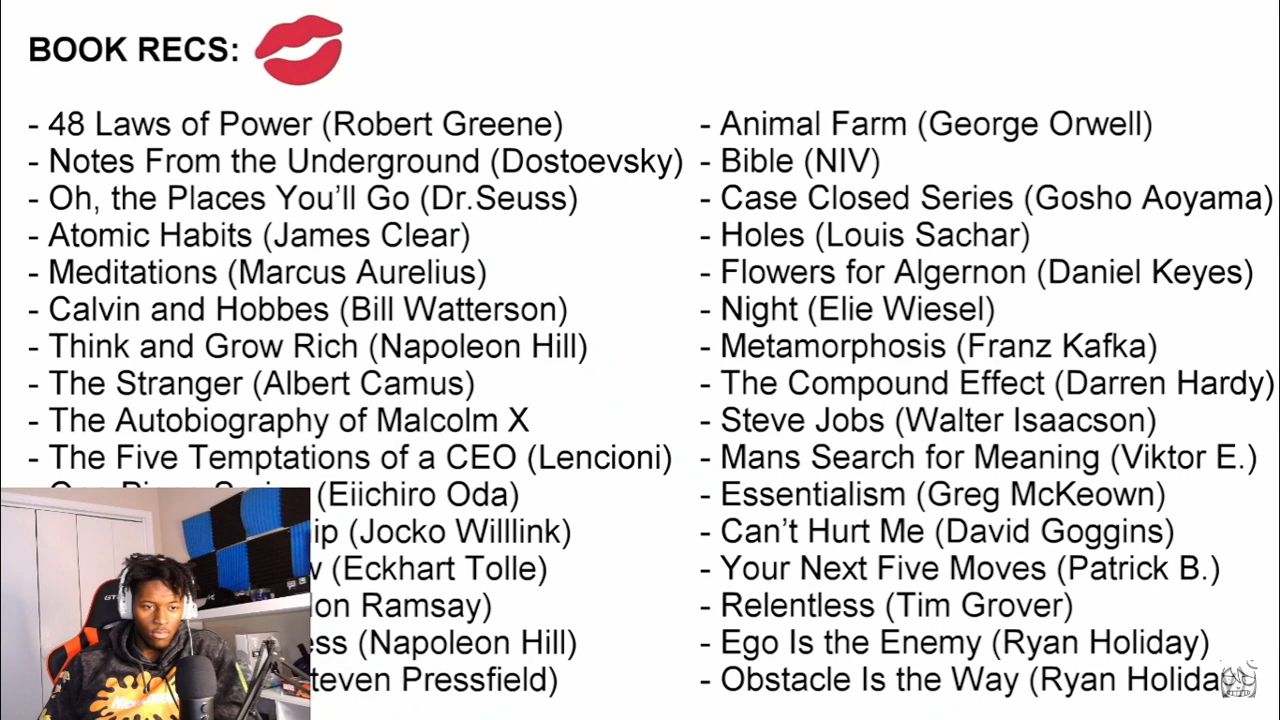 BOOK RECS:
- 48 Laws of Power (Robert Greene)
- Notes From the Underground (Dostoevsky)
- Oh, the Places You'll Go (Dr.Seuss)
- Atomic Habits (James Clear)
- Meditations (Marcus Aurelius)
- Calvin and Hobbes (Bill Watterson)
- Think and Grow Rich (Napoleon Hill)
- The Stranger (Albert Camus)
- The Autobiography of Malcolm X
- The Five Temptations of a CEO (Lencioni)
(Eiichiro Oda)
ip (Jocko Willlink)
(Eckhart Tolle)
on Ramsay)
ess (Napoleon Hill)
teven Pressfield)
- Animal Farm (George Orwell)
- Bible (NIV)
- Case Closed Series (Gosho Aoyama)
- Holes (Louis Sachar)
- Flowers for Algernon (Daniel Keyes)
- Night (Elie Wiesel)
- Metamorphosis (Franz Kafka)
- The Compound Effect (Darren Hardy)
- Steve Jobs (Walter Isaacson)
- Mans Search for Meaning (Viktor E.)
- Essentialism (Greg McKeown)
- Can't Hurt Me (David Goggins)
- Your Next Five Moves (Patrick B.)
- Relentless (Tim Grover)
- Ego Is the Enemy (Ryan Holiday)
- Obstacle Is the Way (Ryan Holida